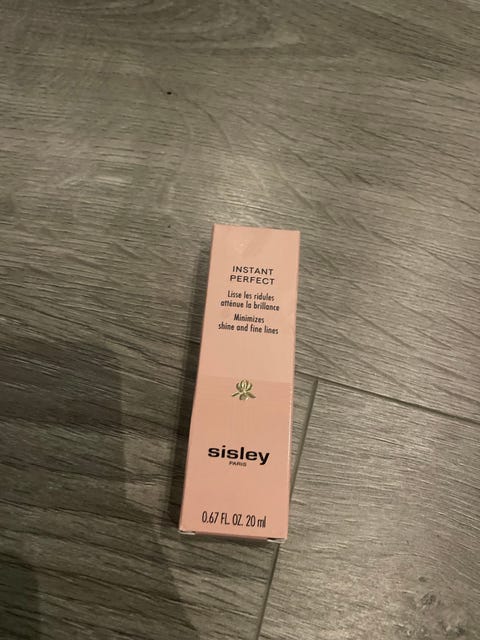 INSTANT
PERFECT
Lisse les ridules
atténue la brillance
Minimizes
shine and fine lines
sisley
PARIS
0.67 FL. OZ. 20 ml